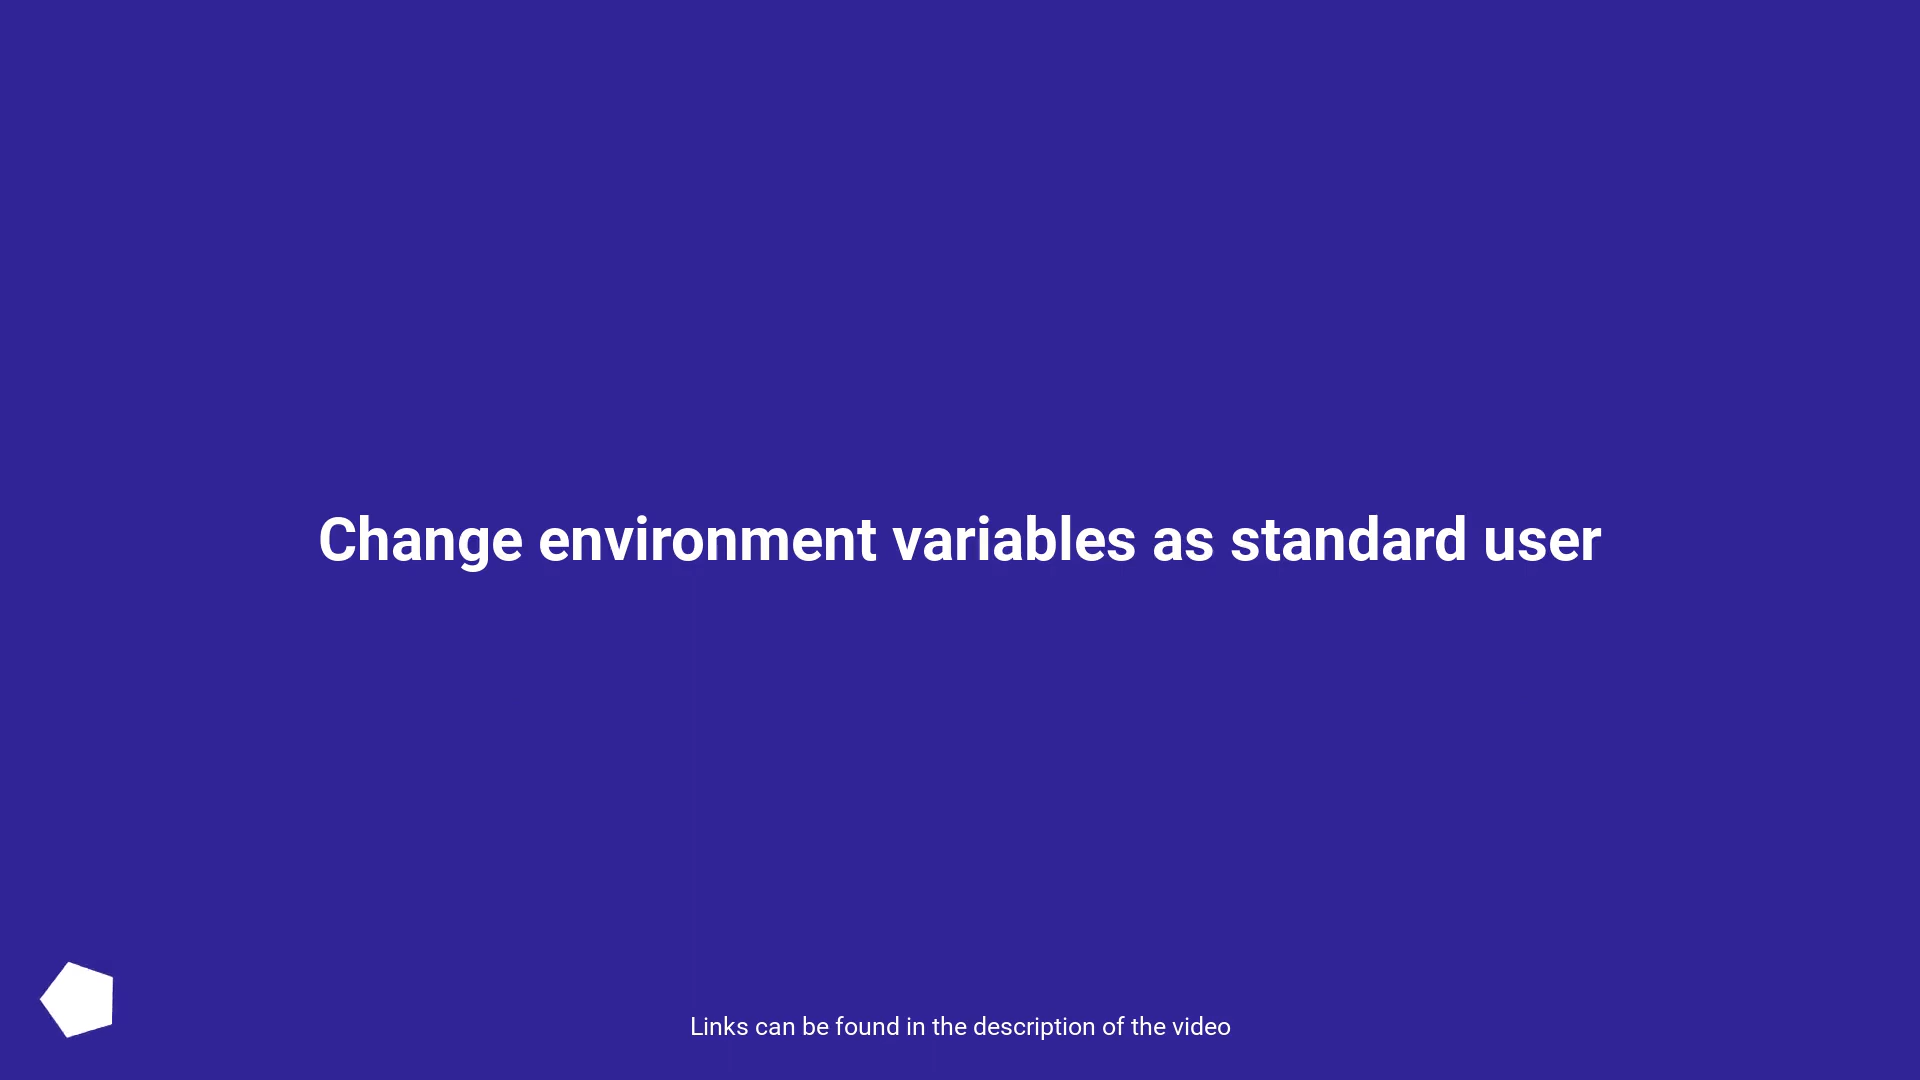 Change environment variables as standard user
Links can be found in the description of the video